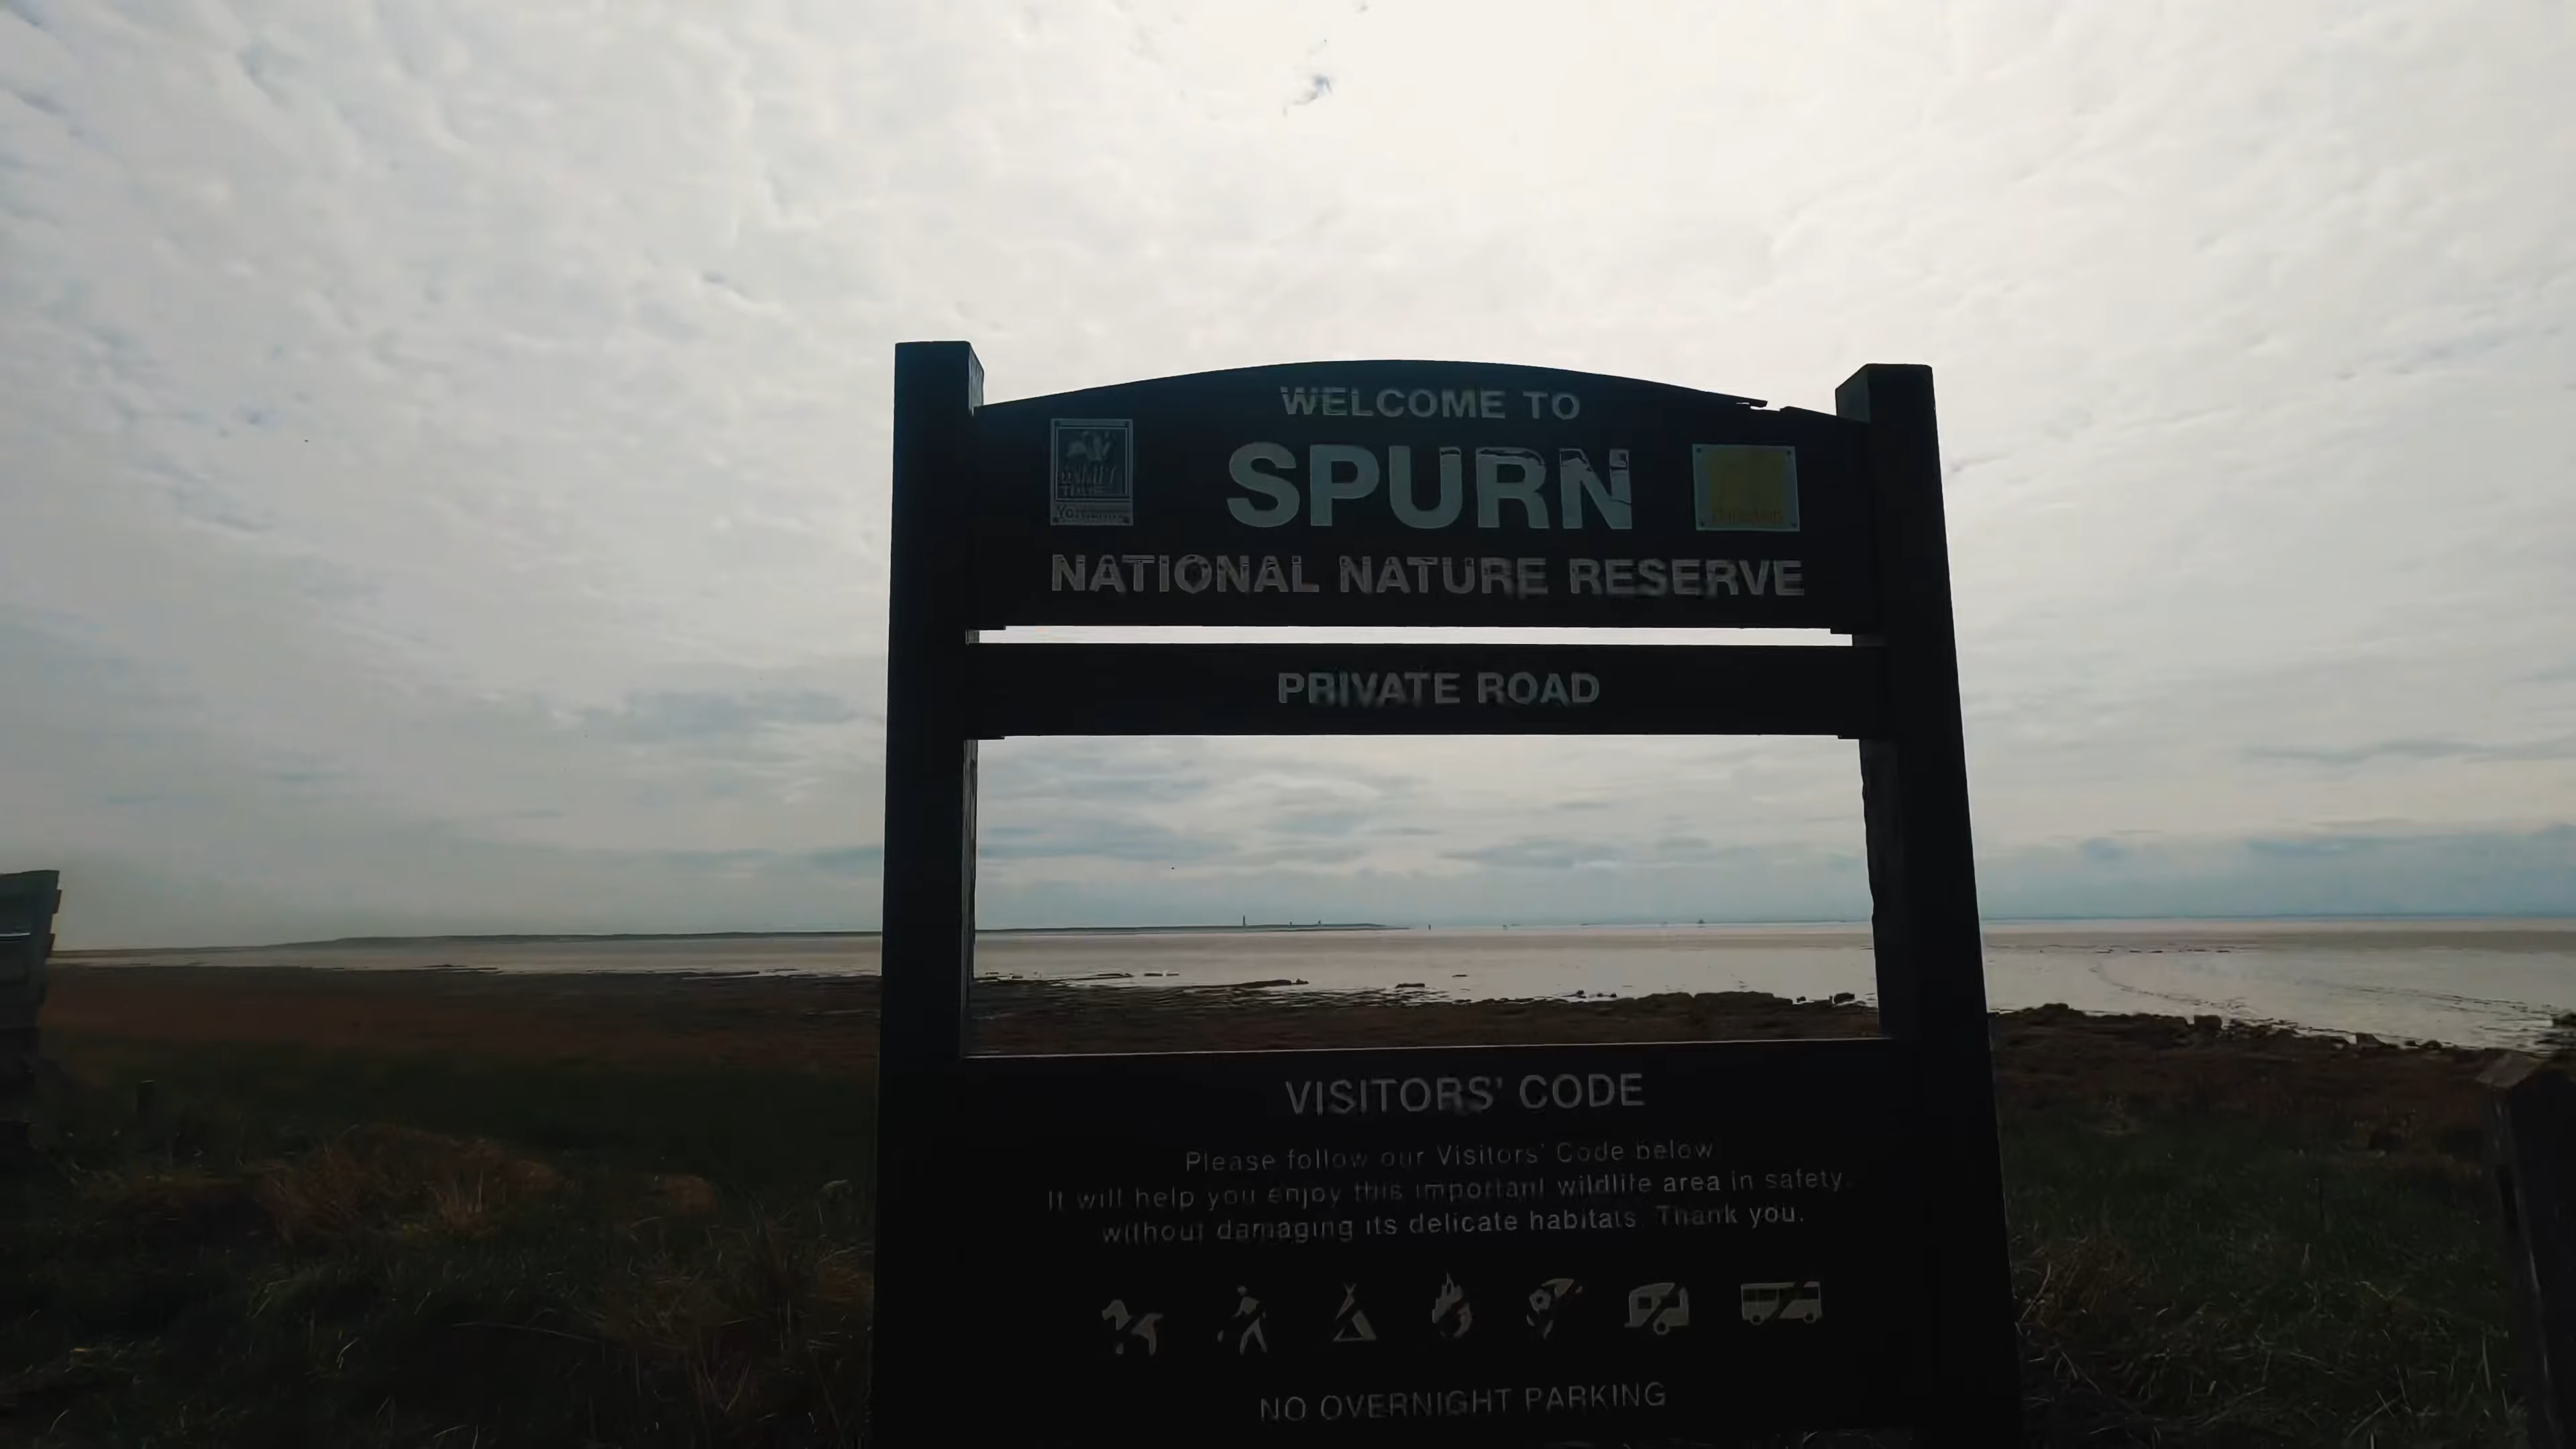 WELCOME TO
SPURN
NATIONAL NATURE RESERVE
PRIVATE ROAD
VISITORS' CODE
Please follow our Visitors' Code below
It will help you enjoy this important wildlife area in safety,
without damaging its delicate habitats. Thank you.
NO OVERNIGHT PARKING